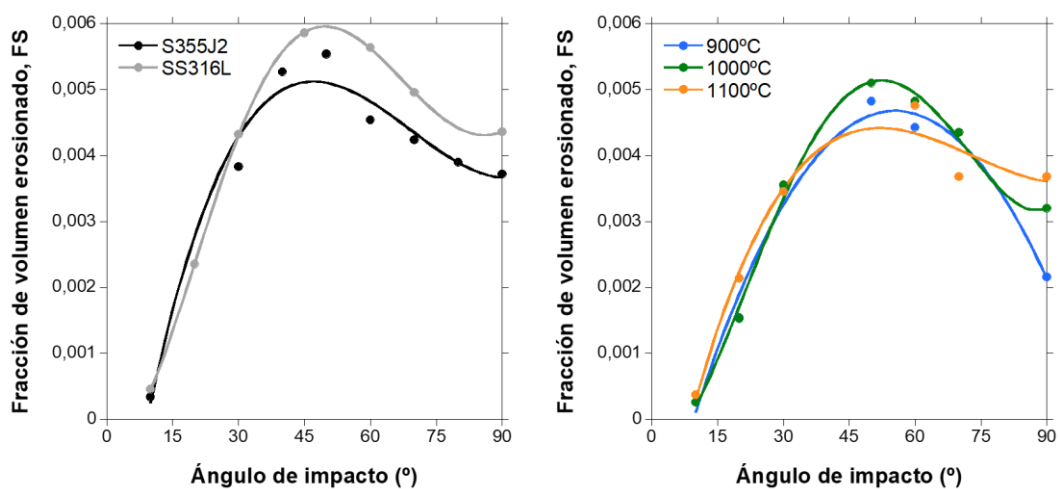 Fracción de volumen erosionado, FS
0,006
0,005
0,004
0,003
0,002
0,001
0
S355J2
SS316L
0 15 30 45 60 75 90
Ángulo de impacto (º)
Fracción de volumen erosionado, FS
0,006
0,005
0,004
0,003
0,002
0,001
0
900ºC
1000ºC
1100ºC
0 15 30 45 60 75 90
Ángulo de impacto (º)